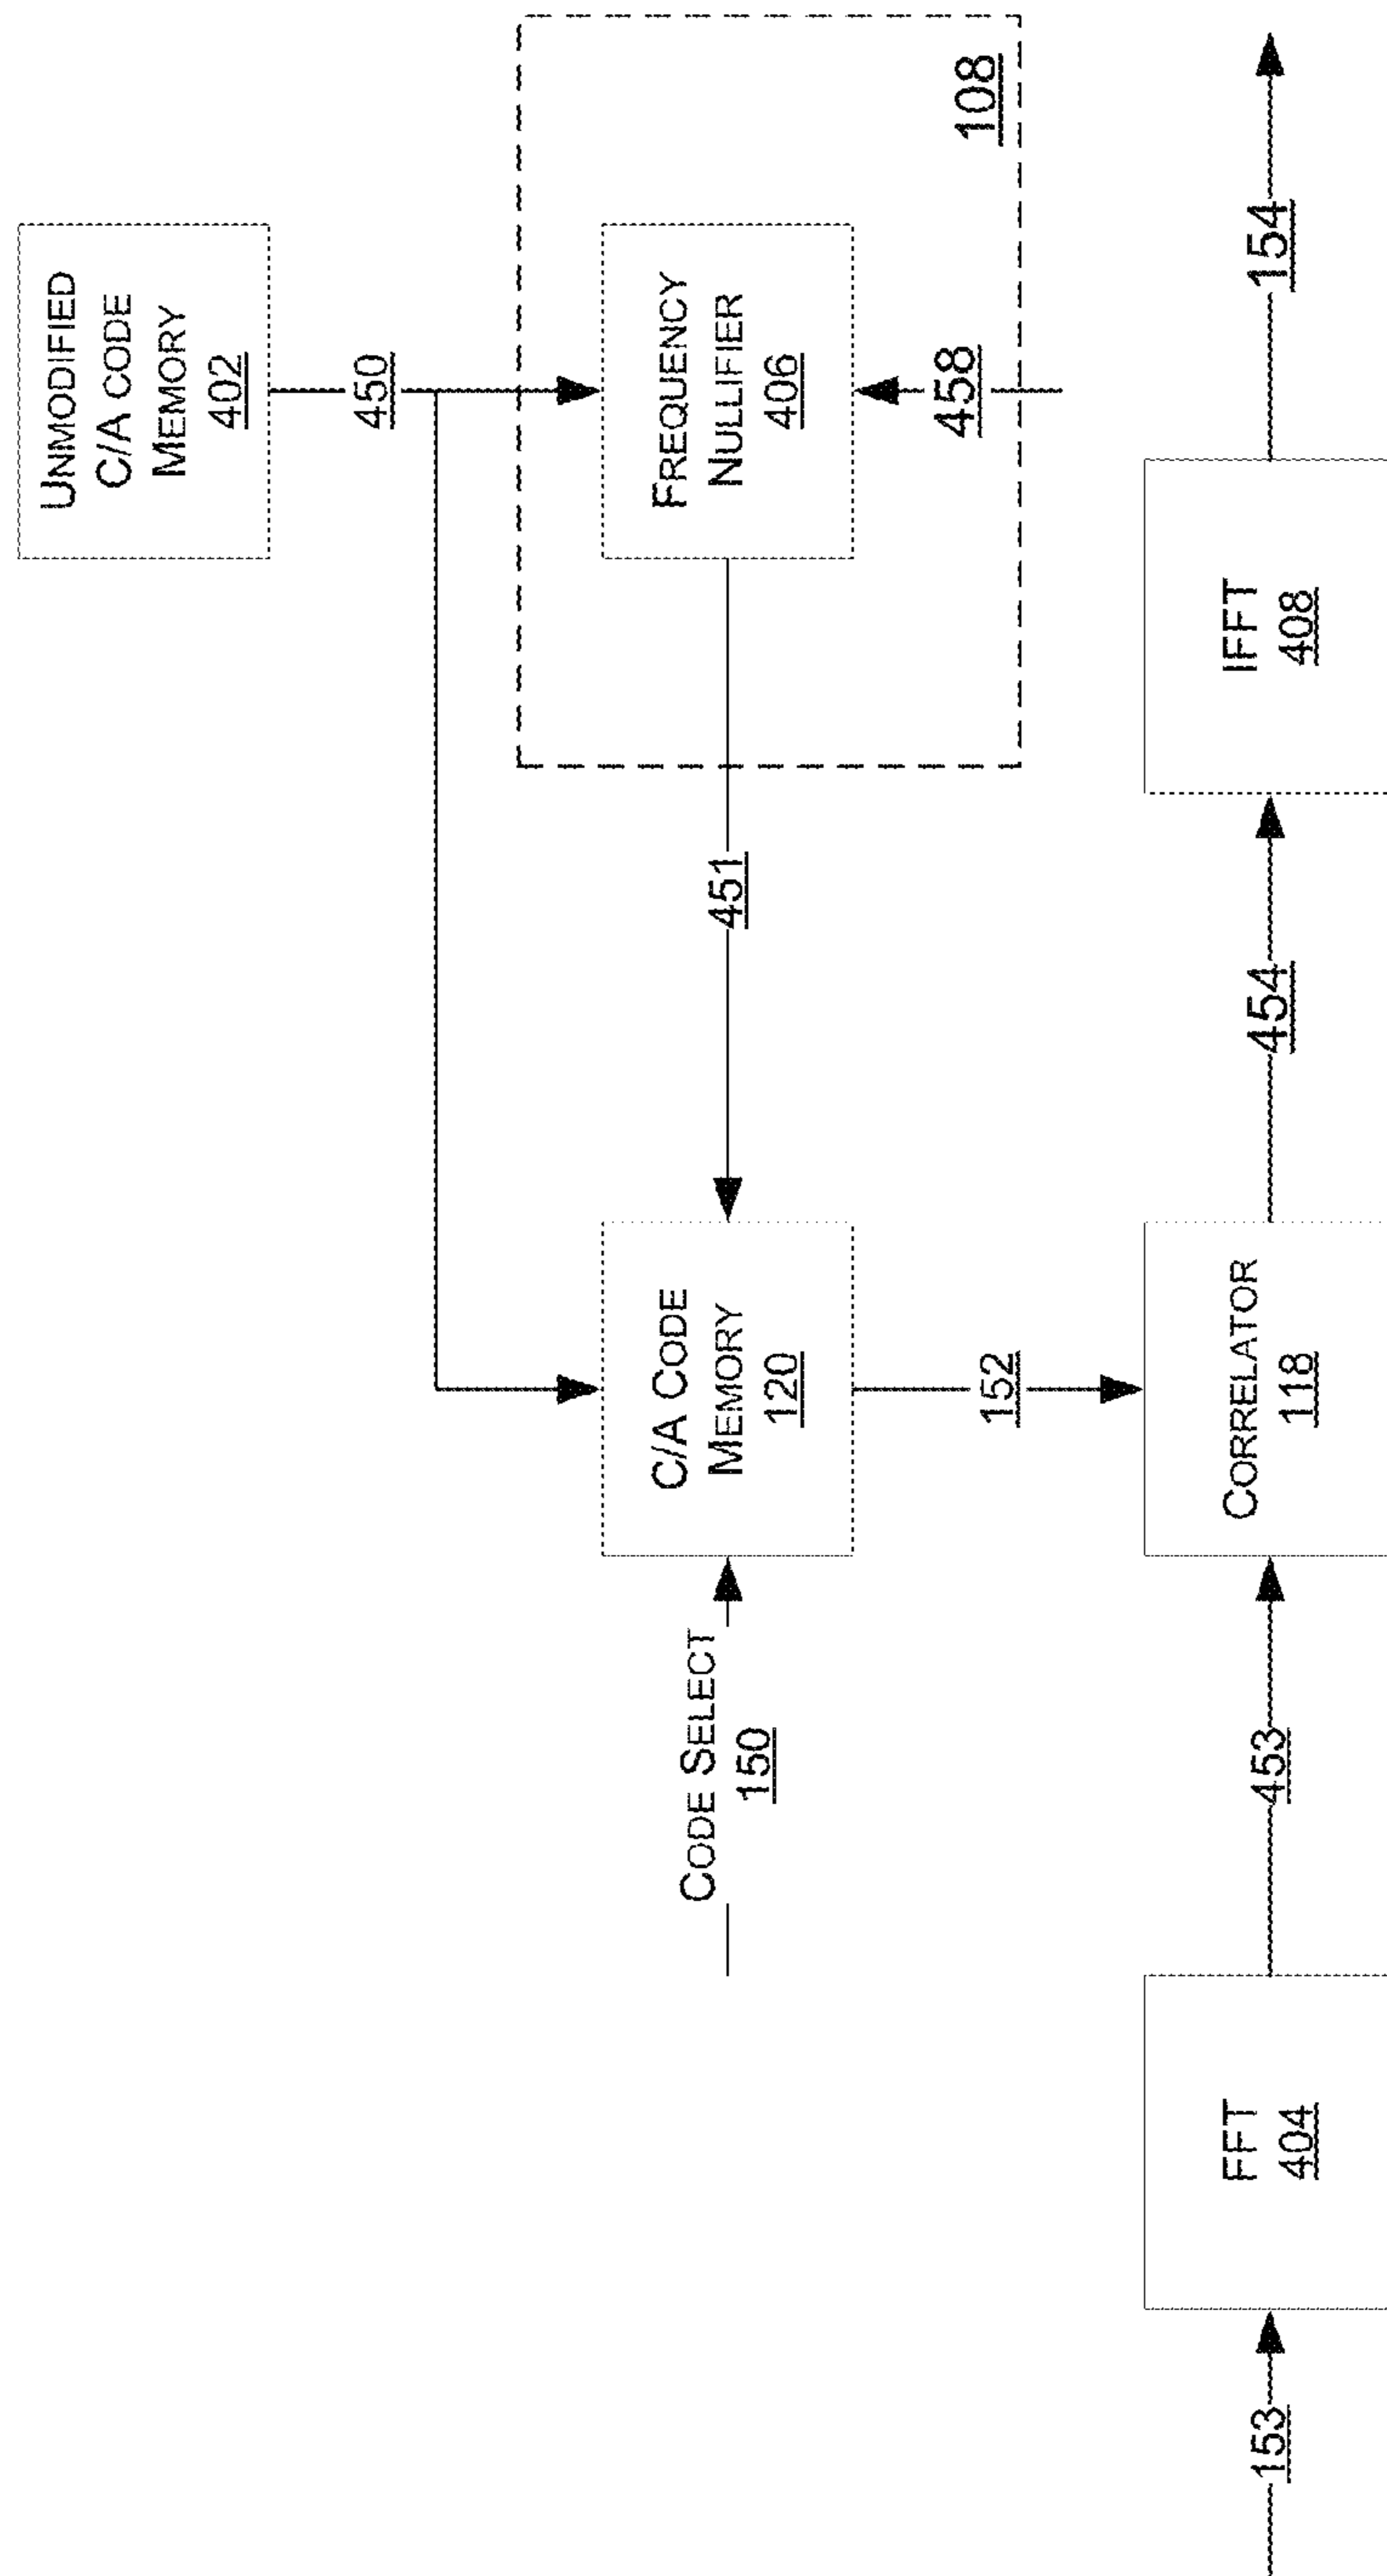 UNMODIFIED
C/A CODE
MEMORY
402
450
108
FREQUENCY
NULLIFIER
406
458
451
C/A CODE
MEMORY
120
CODE SELECT
150
152
153
FFT
404
453
CORRELATOR
118
454
IFFT
408
154